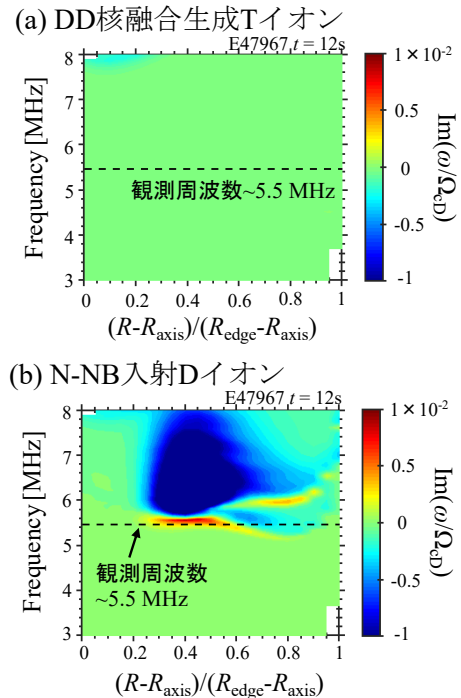 (a) DD核融合生成Tイオン
E47967 t = 12s
1×10⁻²
8
7
6
5
4
3
Frequency [MHz]
観測周波数~5.5 MHz
0 0.2 0.4 0.6 0.8 1
(R-Raxis)/(Redge-Raxis)
0.5
0
-0.5
-1
Im(ω/ΩcD)
(b) N-NB入射Dイオン
E47967 t = 12s
1×10⁻²
8
7
6
5
4
3
Frequency [MHz]
観測周波数
~5.5 MHz
0 0.2 0.4 0.6 0.8 1
(R-Raxis)/(Redge-Raxis)
0.5
0
-0.5
-1
Im(ω/ΩcD)